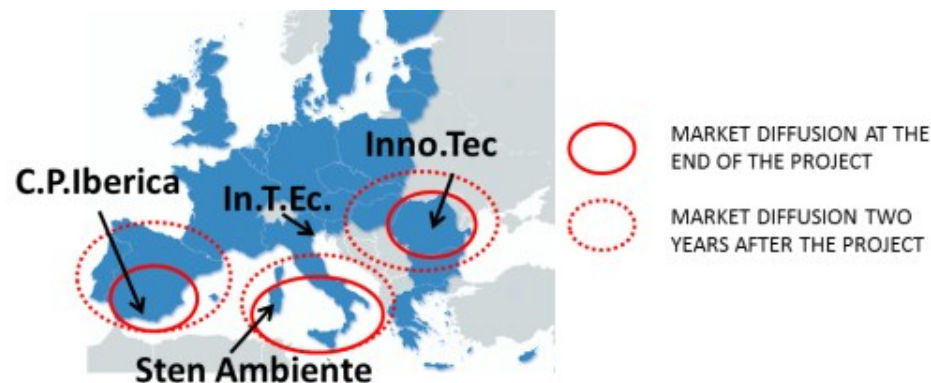 Inno.Tec
C.P.Iberica
In.T.Ec.
Sten Ambiente
MARKET DIFFUSION AT THE
END OF THE PROJECT
MARKET DIFFUSION TWO
YEARS AFTER THE PROJECT